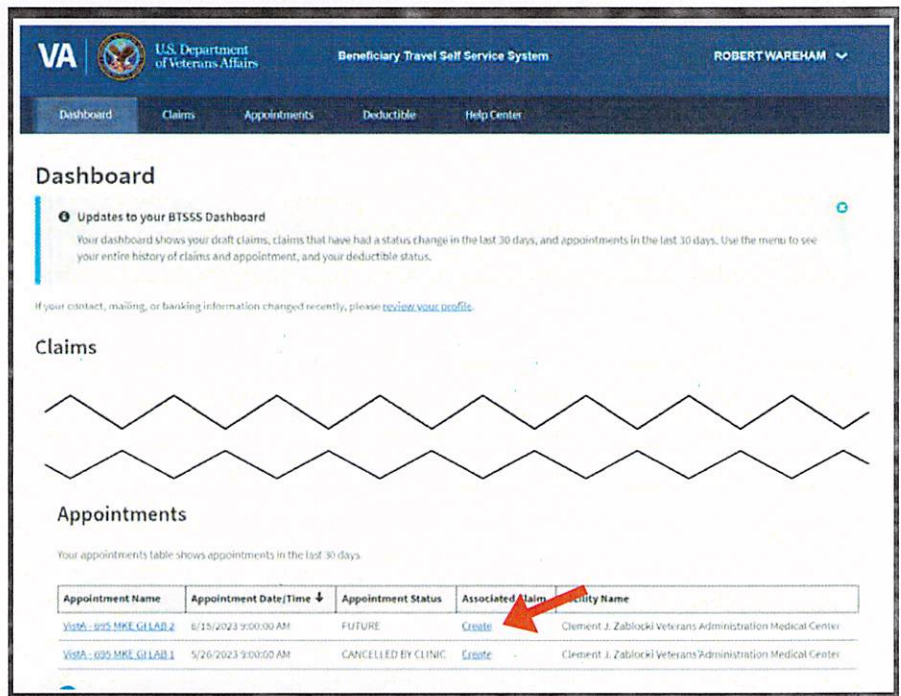 VA
U.S. Department
of Veterans Affairs
Beneficiary Travel Self Service System
ROBERT WAREHAM
Dashboard Claims Appointments Deductible Help Center
Dashboard
Updates to your BTSSS Dashboard
Your dashboard shows your draft claims, claims that have had a status change in the last 30 days, and appointments in the last 30 days. Use the menu to see
your entire history of claims and appointment, and your deductible status.
If your contact, mailing, or banking information changed recently, please review your profile.
Claims
Appointments
Your appointments table shows appointments in the last 30 days.
Appointment Name Appointment Date/Time Appointment Status Associated Name
VistA - 695 MKE GI LAB 2 6/15/2023 9:00:00 AM FUTURE Create Clement J. Zablocki Veterans Administration Medical Center
VistA - 695 MKE GI LAB 1 5/26/2023 9:00:00 AM CANCELLED BY CLINIC Create Clement J. Zablocki Veterans Administration Medical Center